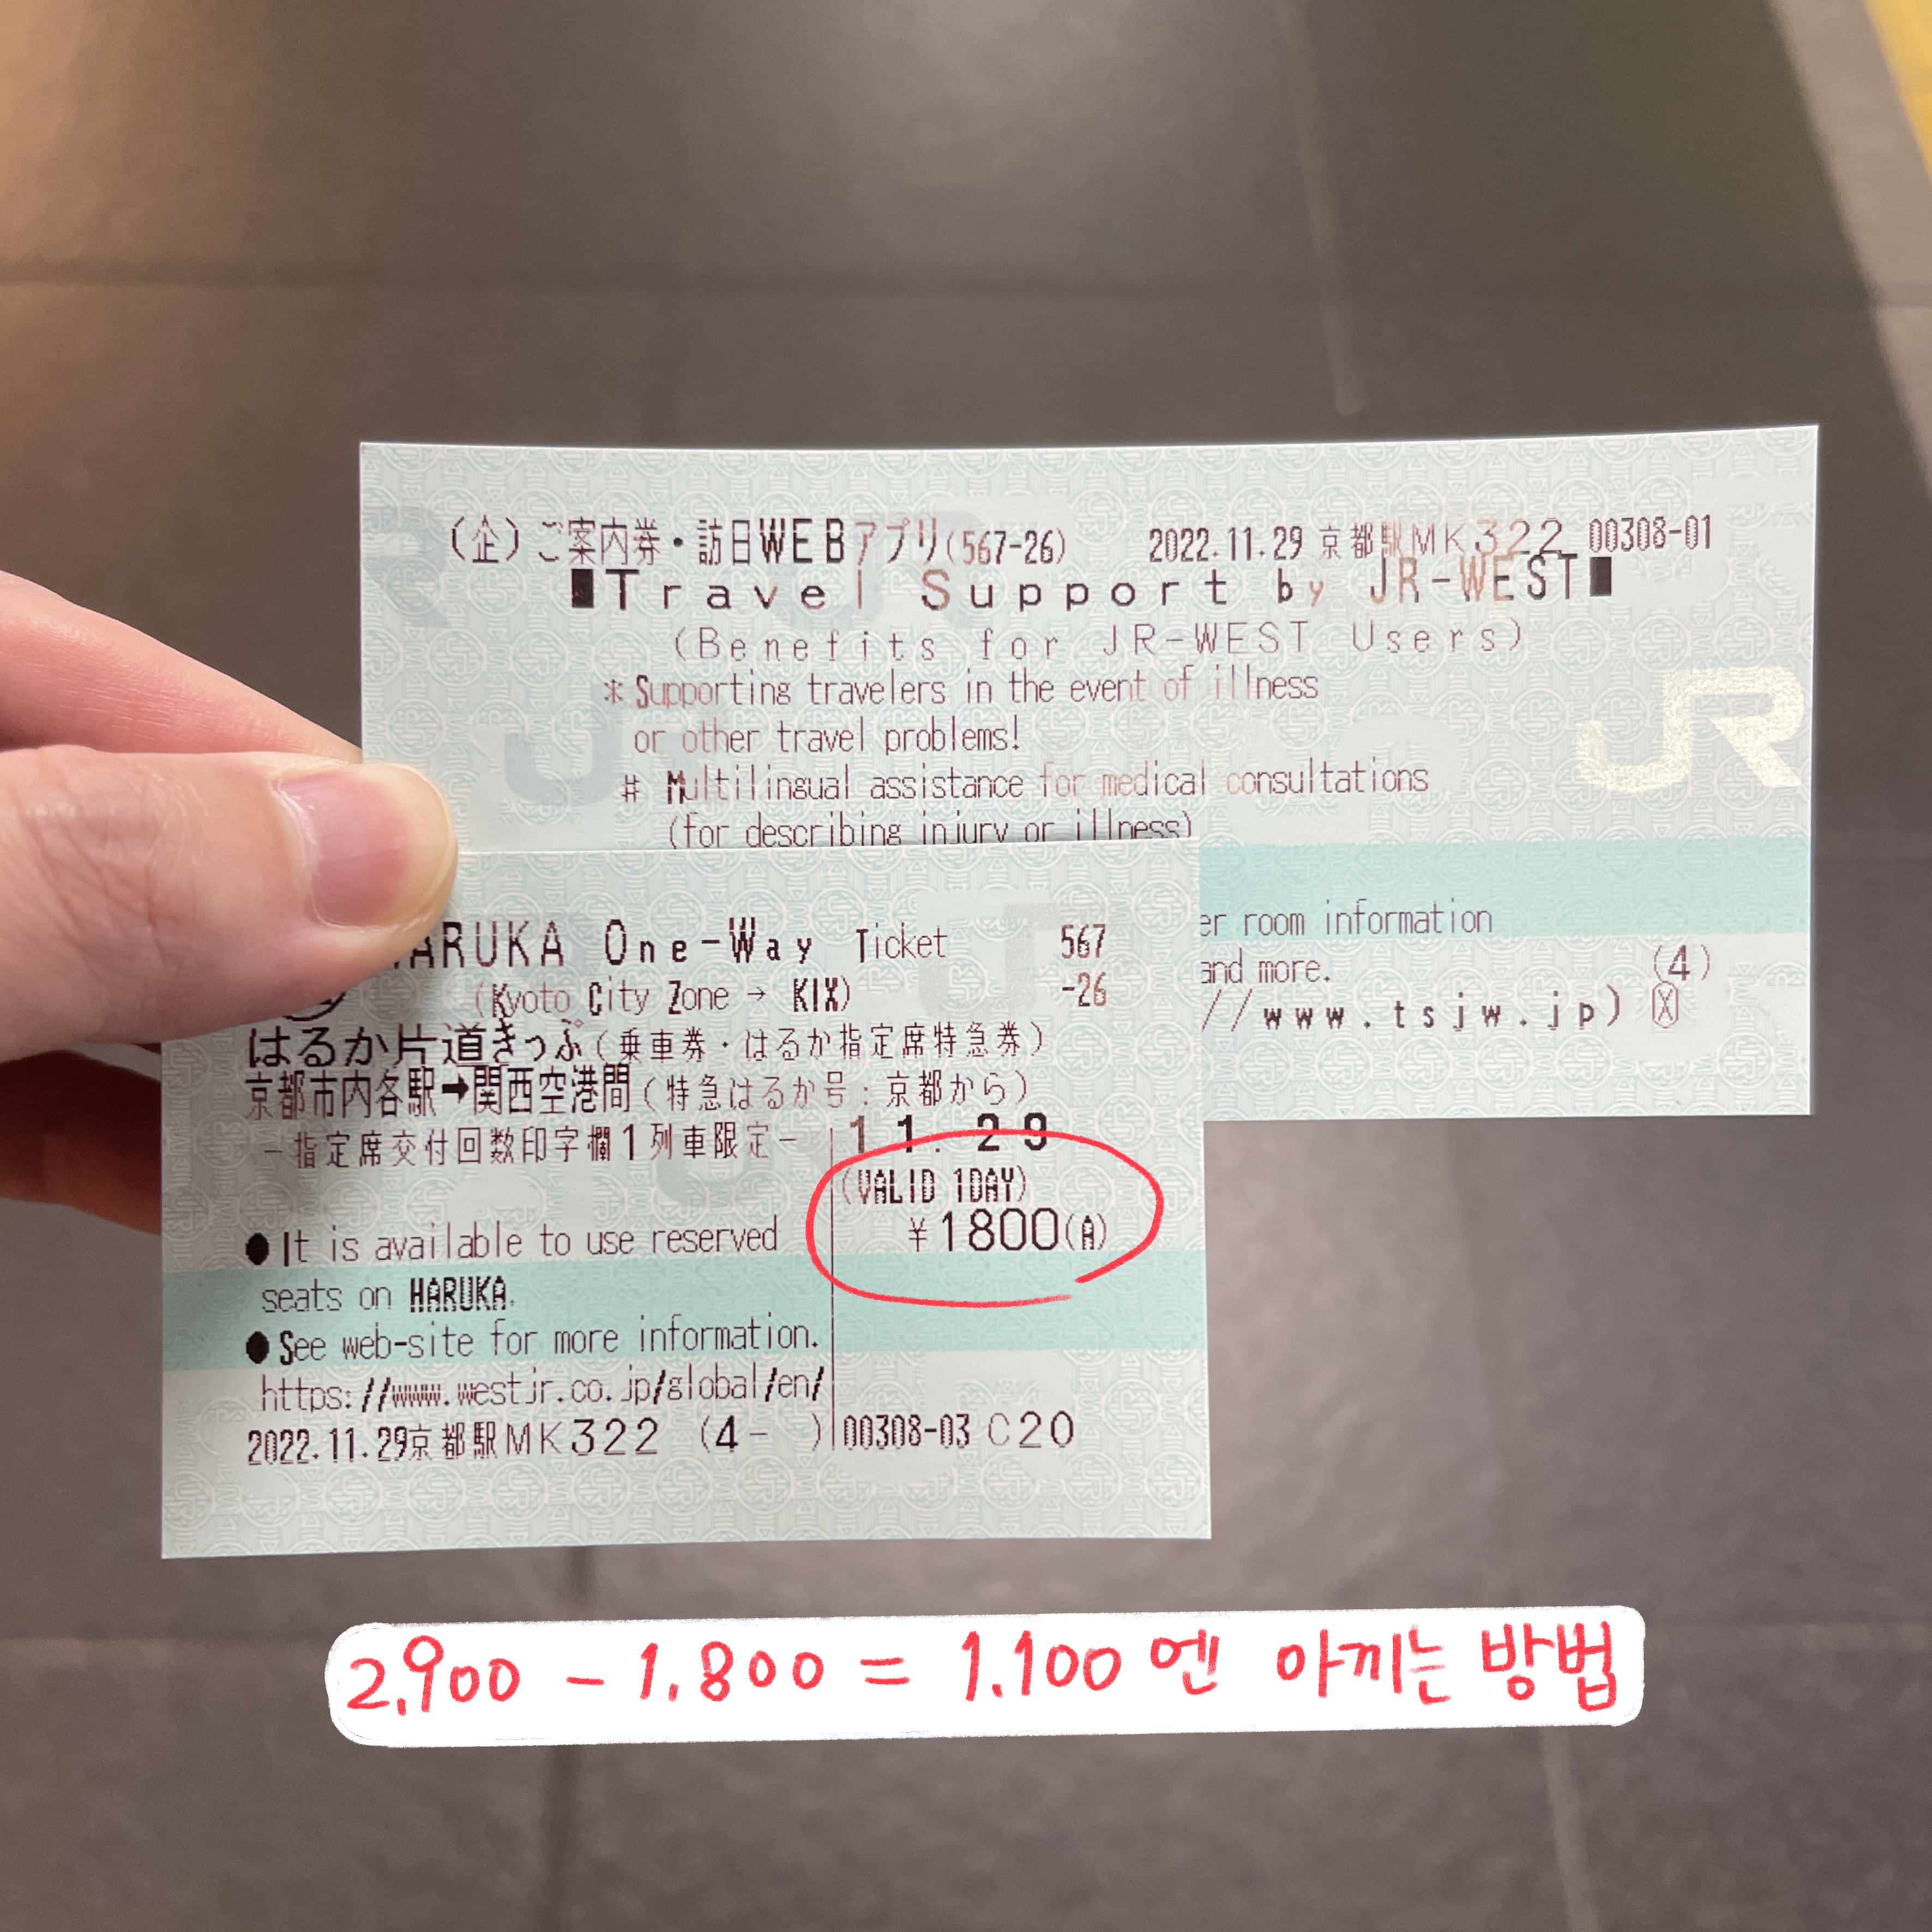 (企)ご案内券・訪日WEBアプリ(567-26) 2022.11.29 京都駅MK322 00308-01
■Travel Support by JR-WEST■
(Benefits for JR-WEST Users)
*Supporting travelers in the event of illness
or other travel problems!
# Multilingual assistance for medical consultations
(for describing injury or illness)
er room information
and more. (4)
//www.tsjw.jp) Ⓧ
JR
ARUKA One-Way Ticket 567
(Kyoto City Zone → KIX) -26
はるか片道きっぷ(乗車券・はるか指定席特急券)
京都市内各駅➡関西空港間(特急はるか号:京都から)
-指定席交付回数印字欄1列車限定-
11.29
(VALID 1DAY)
¥1800(A)
●It is available to use reserved
seats on HARUKA.
●See web-site for more information.
https://www.westjr.co.jp/global/en/
2022.11.29京都駅MK322 (4- ) 00308-03 C20
2,900 - 1,800 = 1,100엔 아끼는 방법